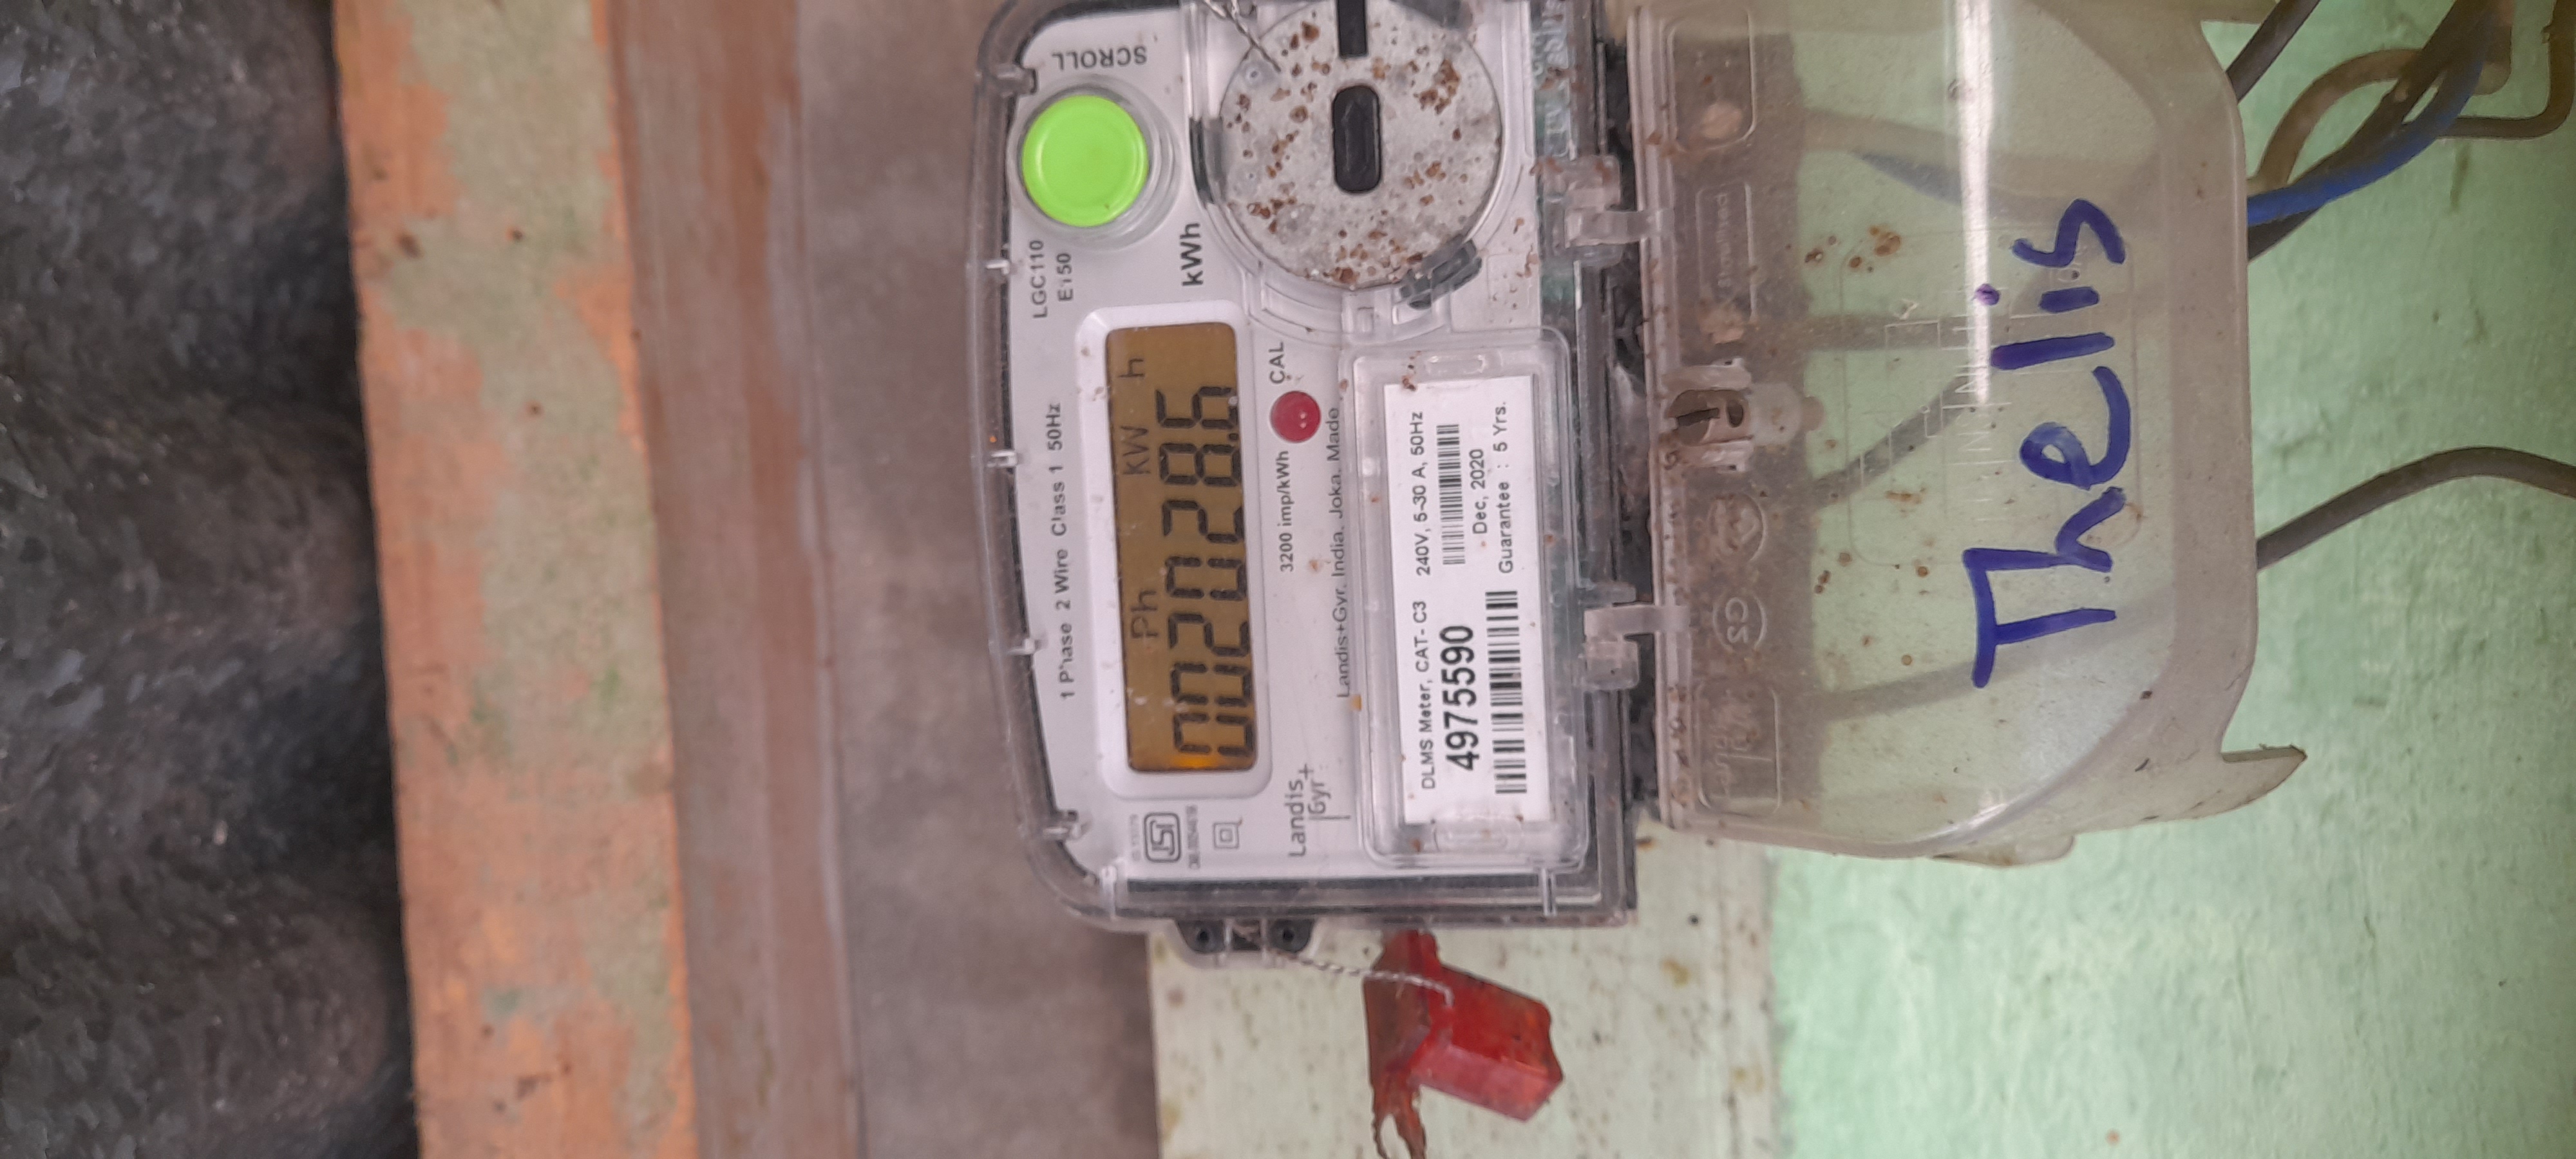 SCROLL
LGC110
E150
1 Phase 2 Wire Class 1 50Hz
Ph KW h
002028.6
kWh
3200 imp/kWh
CAL
Landis
Gyr+
Landis+Gyr. India, Joka. Made
DLMS Meter, CAT- C3 240V, 5-30 A, 50Hz
4975590
Dec, 2020
Guarantee : 5 Yrs.
Thelis